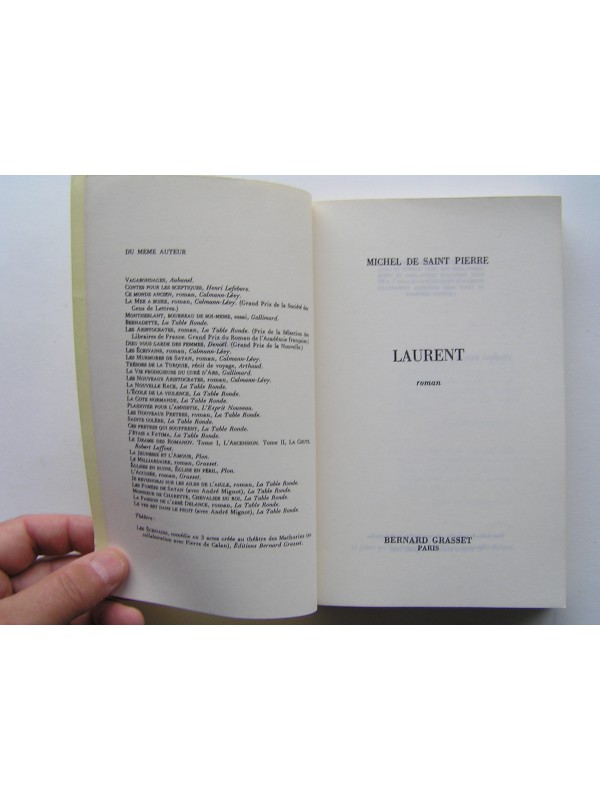 DU MEME AUTEUR
VAGABONDAGES, Aubanel.
CONTES POUR LES SCEPTIQUES, Henri Lefebvre.
CE MONDE ANCIEN, roman, Calmann-Lévy.
LA MER A BOIRE, roman, Calmann-Lévy. (Grand Prix de la Société des
Gens de Lettres.)
MONTHERLANT, BOURREAU DE SOI-MEME, essai, Gallimard.
BERNADETTE, La Table Ronde.
LES ARISTOCRATES, roman, La Table Ronde. (Prix de la Sélection des
Libraires de France. Grand Prix du Roman de l'Académie française.)
DIEU VOUS GARDE DES FEMMES, Denoël. (Grand Prix de la Nouvelle.)
LES ÉCRIVAINS, roman, Calmann-Lévy.
LES MURMURES DE SATAN, roman, Calmann-Lévy.
TRÉSORS DE LA TURQUIE, récit de voyage, Arthaud.
LA VIE PRODIGIEUSE DU CURÉ D'ARS, Gallimard.
LES NOUVEAUX ARISTOCRATES, roman, Calmann-Lévy.
LA NOUVELLE RACE, La Table Ronde.
L'ÉCOLE DE LA VIOLENCE, La Table Ronde.
LA COTE NORMANDE, La Table Ronde.
PLAIDOYER POUR L'AMNISTIE, L'Esprit Nouveau.
LES NOUVEAUX PRETRES, roman, La Table Ronde.
SAINTE COLÈRE, La Table Ronde.
CES PRETRES QUI SOUFFRENT, La Table Ronde.
J'ÉTAIS A FATIMA, La Table Ronde.
LE DRAME DES ROMANOV. Tome I, L'ASCENSION. Tome II, LA CHUTE,
Robert Laffont.
LA JEUNESSE ET L'AMOUR, Plon.
LE MILLIARDAIRE, roman, Grasset.
ÉGLISES EN RUINE, ÉGLISE EN PÉRIL, Plon.
L'ACCUSÉE, roman, Grasset.
JE REVIENDRAI SUR LES AILES DE L'AIGLE, roman, La Table Ronde.
LES FUMÉES DE SATAN (avec André Mignot), La Table Ronde.
MONSIEUR DE CHARETTE, CHEVALIER DU ROI, La Table Ronde.
LA PASSION DE L'ABBÉ DELANCE, roman, La Table Ronde.
LE VER EST DANS LE FRUIT (avec André Mignot), La Table Ronde.
Théâtre :
LES ÉCRIVAINS, comédie en 3 actes créée au théâtre des Mathurins (en
collaboration avec Pierre de Calan), Éditions Bernard Grasset.
MICHEL DE SAINT PIERRE
LAURENT
roman
BERNARD GRASSET
PARIS